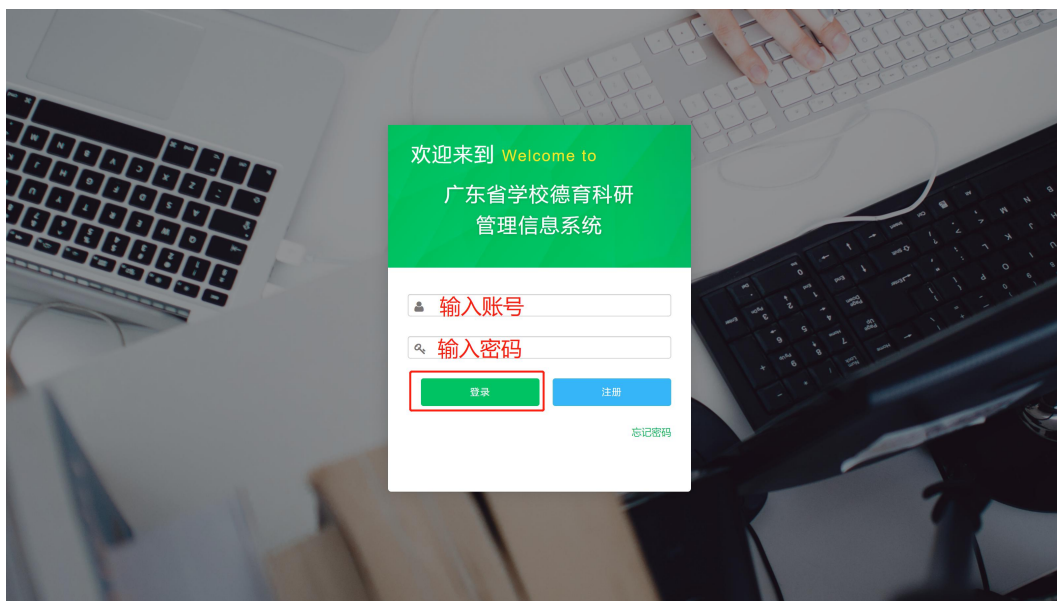 欢迎来到 Welcome to
广东省学校德育科研
管理信息系统
输入账号
输入密码
登录 注册
忘记密码